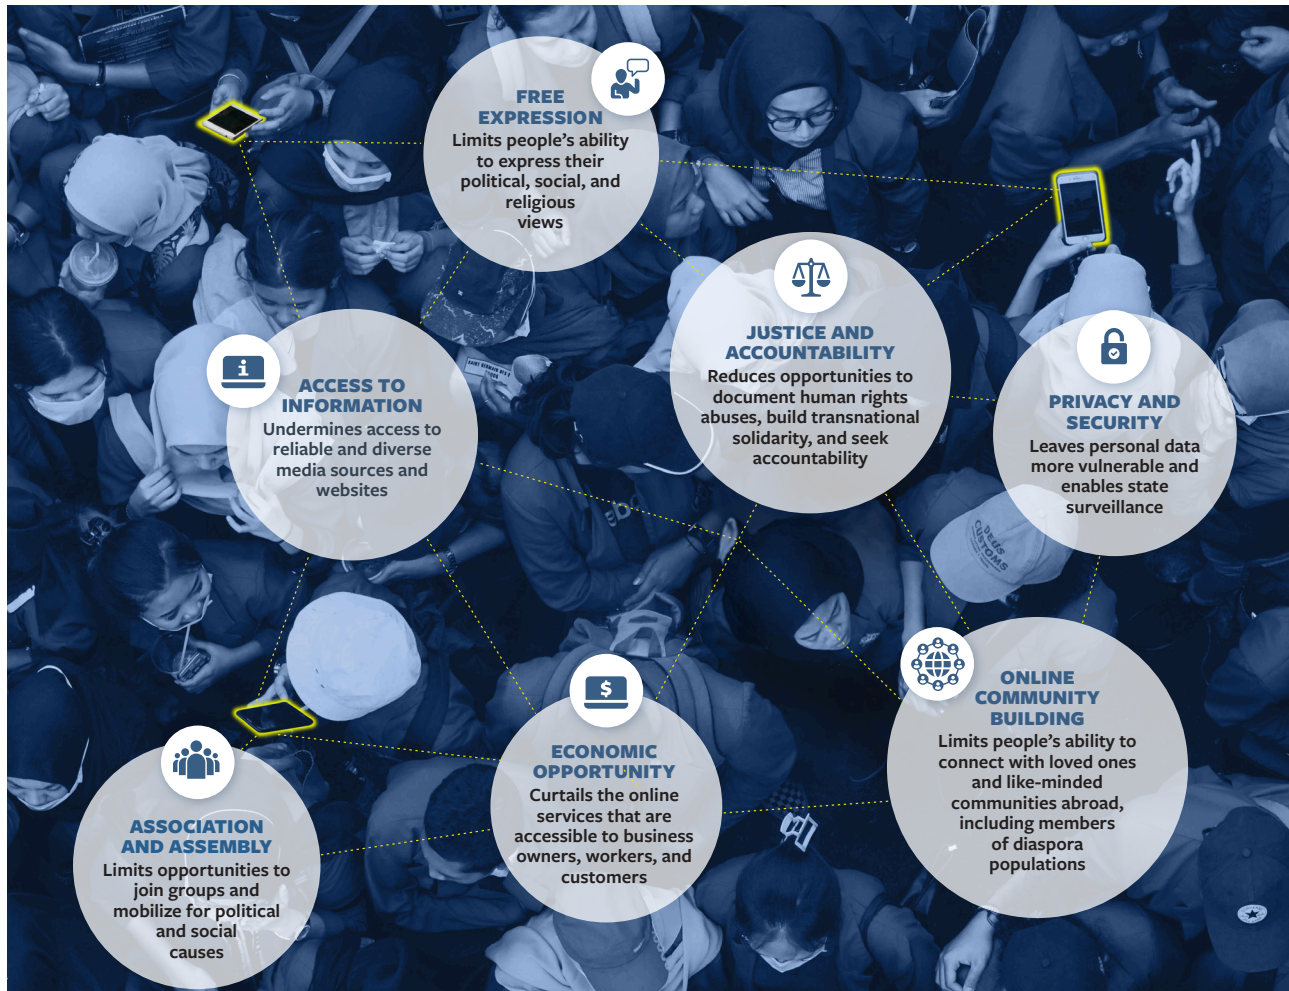 FREE
EXPRESSION
Limits people's ability
to express their
political, social, and
religious
views
JUSTICE AND
ACCOUNTABILITY
Reduces opportunities to
document human rights
abuses, build transnational
solidarity, and seek
accountability
ACCESS TO
INFORMATION
Undermines access to
reliable and diverse
media sources and
websites
PRIVACY AND
SECURITY
Leaves personal data
more vulnerable and
enables state
surveillance
DEUS
CUSTOMS
ONLINE
COMMUNITY
BUILDING
Limits people's ability to
connect with loved ones
and like-minded
communities abroad,
including members
of diaspora
populations
ECONOMIC
OPPORTUNITY
Curtails the online
services that are
accessible to business
owners, workers, and
customers
ASSOCIATION
AND ASSEMBLY
Limits opportunities to
join groups and
mobilize for political
and social
causes